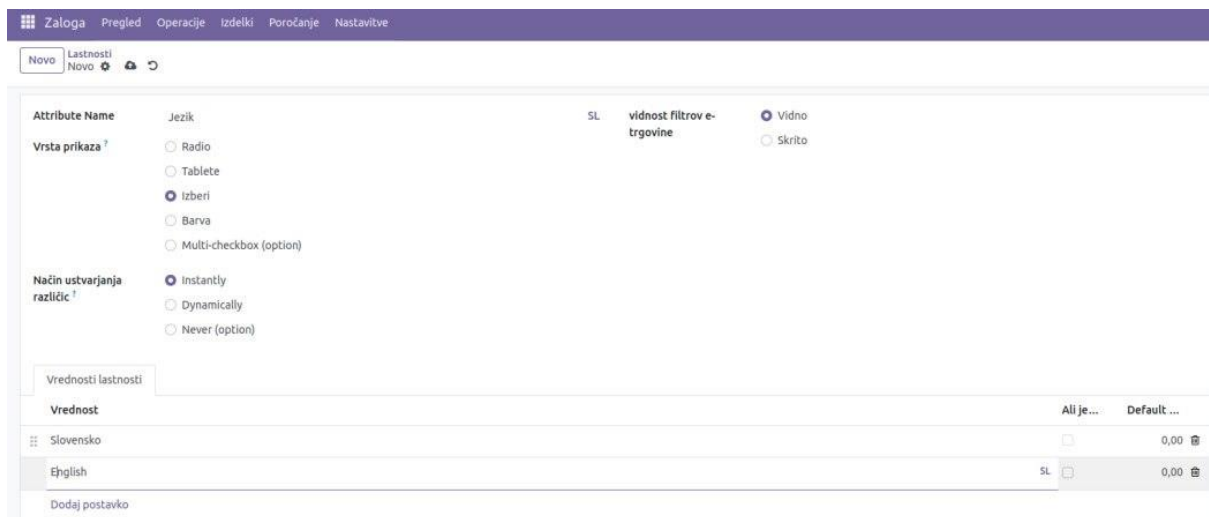 Zaloga Pregled Operacije Izdelki Poročanje Nastavitve
Novo Lastnosti
Novo
Attribute Name Jezik SL vidnost filtrov e-trgovine Vidno
Skrito
Vrsta prikaza ? Radio
Tablete
Izberi
Barva
Multi-checkbox (option)
Način ustvarjanja različic ? Instantly
Dynamically
Never (option)
Vrednosti lastnosti
Vrednost Ali je... Default ...
Slovensko 0,00
English SL 0,00
Dodaj postavko